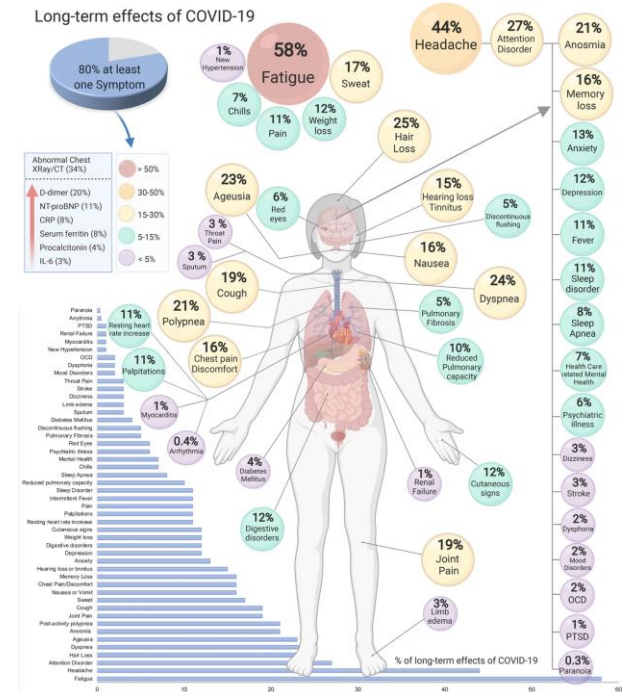 Long-term effects of COVID-19
80% at least
one Symptom
Abnormal Chest
XRay/CT (34%)
D-dimer (20%)
NT-proBNP (11%)
CRP (8%)
Serum ferritin (8%)
Procalcitonin (4%)
IL-6 (3%)
> 50%
30-50%
15-30%
5-15%
< 5%
1%
New
Hypertension
58%
Fatigue
17%
Sweat
7%
Chills
11%
Pain
12%
Weight
loss
44%
Headache
27%
Attention
Disorder
21%
Anosmia
16%
Memory
loss
13%
Anxiety
12%
Depression
11%
Fever
11%
Sleep
disorder
8%
Sleep
Apnea
7%
Health Care
related Mental
Health
6%
Psychiatric
illness
3%
Dizziness
3%
Stroke
2%
Dysphoria
2%
Mood
Disorders
2%
OCD
1%
PTSD
0.3%
Paranoia
25%
Hair
Loss
23%
Ageusia
6%
Red
eyes
15%
Hearing loss
Tinnitus
5%
Discontinuous
flushing
3 %
Throat
Pain
3 %
Sputum
16%
Nausea
19%
Cough
24%
Dyspnea
21%
Polypnea
5%
Pulmonary
Fibrosis
11%
Resting heart
rate increase
16%
Chest pain
Discomfort
10%
Reduced
Pulmonary
capacity
11%
Palpitations
1%
Myocarditis
0.4%
Arrhythmia
4%
Diabetes
Mellitus
1%
Renal
Failure
12%
Cutaneous
signs
12%
Digestive
disorders
19%
Joint
Pain
3%
Limb
edema
Paranoia
Arrythmia
PTSD
Renal Failure
Myocarditis
New Hypertension
OCD
Dysphoria
Mood Disorders
Throat Pain
Stroke
Dizziness
Limb edema
Sputum
Diabetes Mellitus
Discontinuous flushing
Pulmonary Fibrosis
Red Eyes
Psychiatric illness
Mental Health
Chills
Sleep Apnea
Reduced pulmonary capacity
Sleep Disorder
Intermittent Fever
Pain
Palpitations
Resting heart rate increase
Cutaneous signs
Weight loss
Digestive disorders
Depression
Anxiety
Hearing loss or tinnitus
Memory Loss
Chest Pain/Discomfort
Nausea or Vomit
Sweat
Cough
Joint Pain
Post-activity polypnea
Anosmia
Ageusia
Dyspnea
Hair Loss
Attention Disorder
Headache
Fatigue
% of long-term effects of COVID-19
0 10 20 30 40 50 60